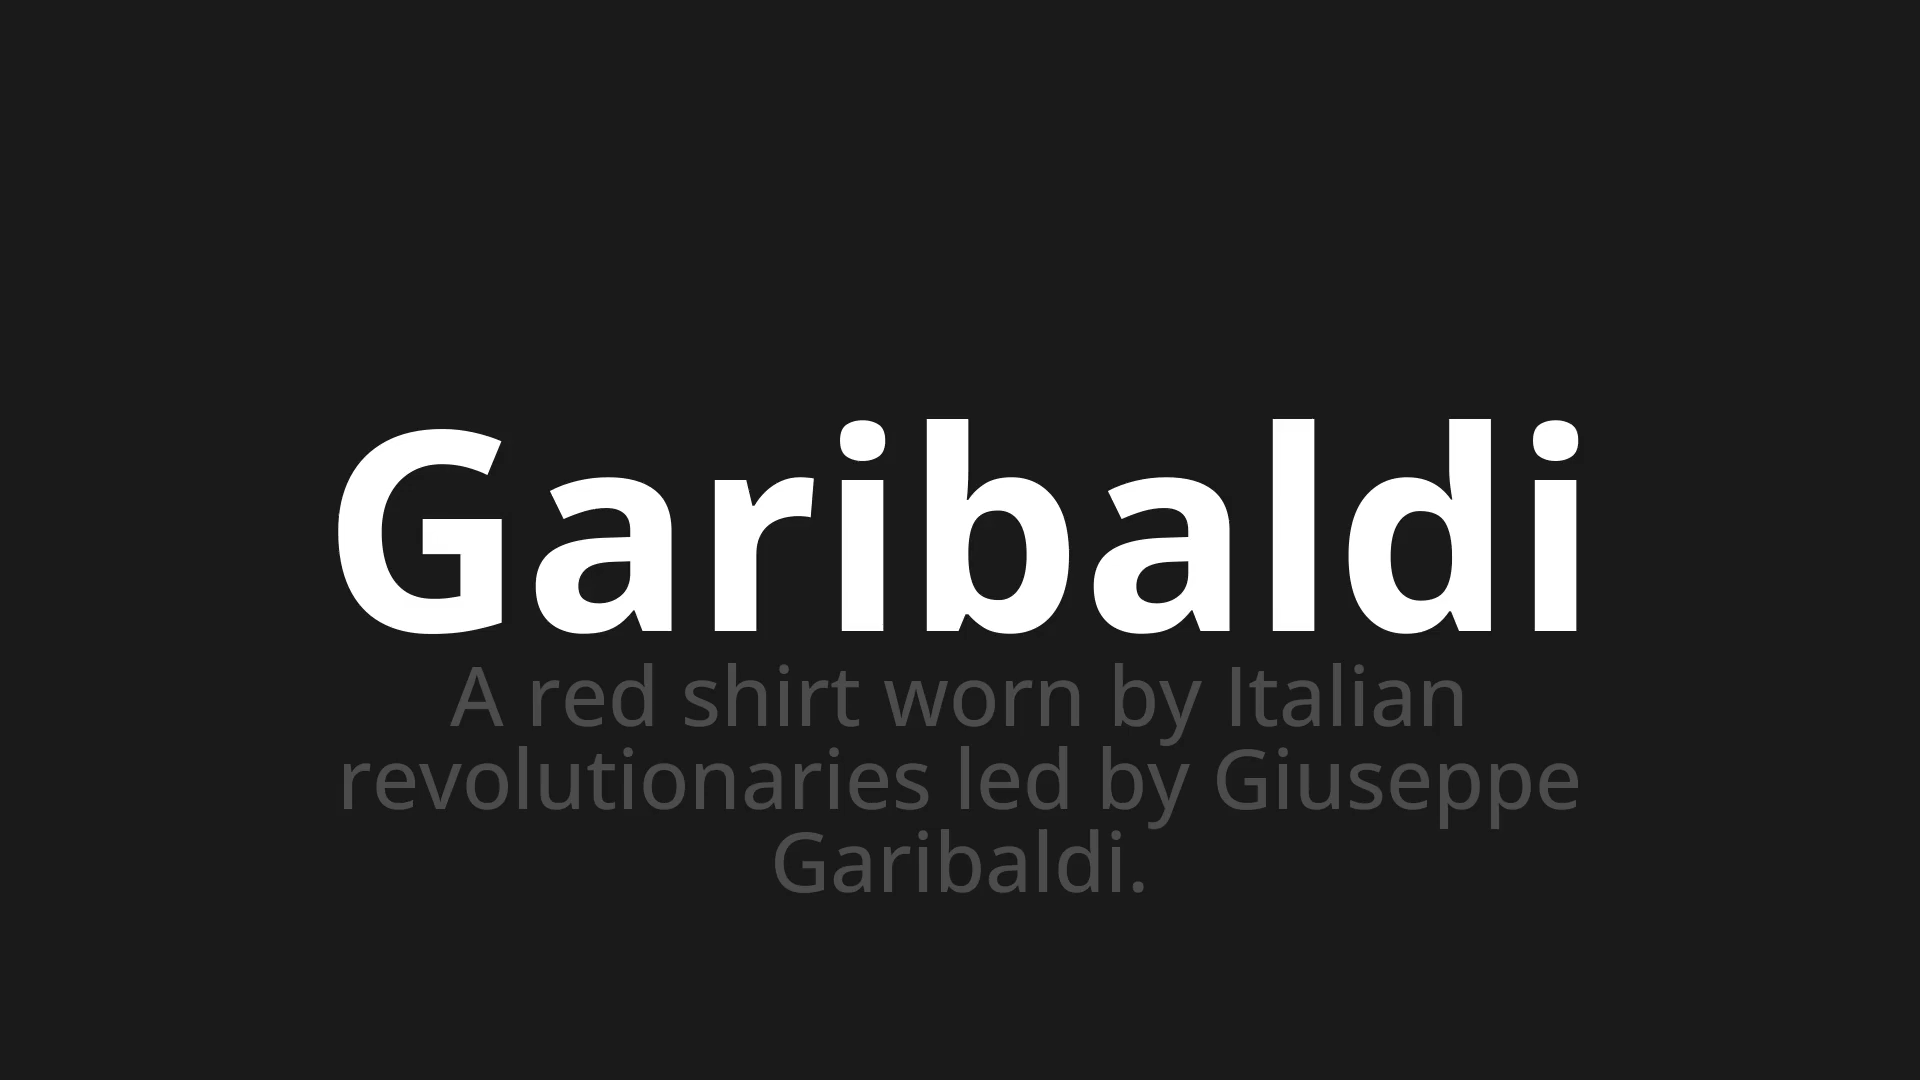 Garibaldi
A red shirt worn by Italian
revolutionaries led by Giuseppe
Garibaldi.